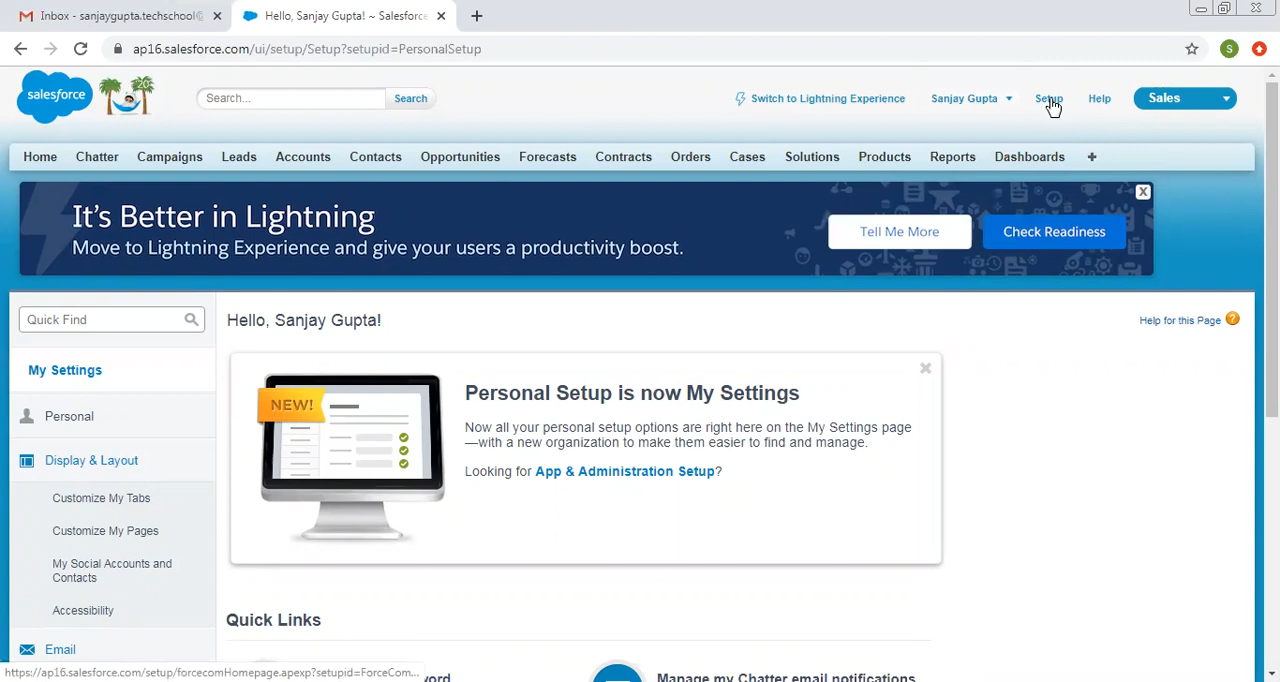 Inbox - sanjaygupta.techschool@
Hello, Sanjay Gupta! ~ Salesforce
ap16.salesforce.com/ui/setup/Setup?setupid=PersonalSetup
S
salesforce
20
Search...
Search
Switch to Lightning Experience
Sanjay Gupta
Setup
Help
Sales
Home
Chatter
Campaigns
Leads
Accounts
Contacts
Opportunities
Forecasts
Contracts
Orders
Cases
Solutions
Products
Reports
Dashboards
It's Better in Lightning
Move to Lightning Experience and give your users a productivity boost.
Tell Me More
Check Readiness
X
Quick Find
Hello, Sanjay Gupta!
Help for this Page
?
My Settings
Personal
Display & Layout
Customize My Tabs
Customize My Pages
My Social Accounts and
Contacts
Accessibility
Email
NEW!
Personal Setup is now My Settings
Now all your personal setup options are right here on the My Settings page
—with a new organization to make them easier to find and manage.
Looking for App & Administration Setup?
Quick Links
Manage my Chatter email notifications
https://ap16.salesforce.com/setup/forcecomHomepage.apexp?setupid=ForceCom...